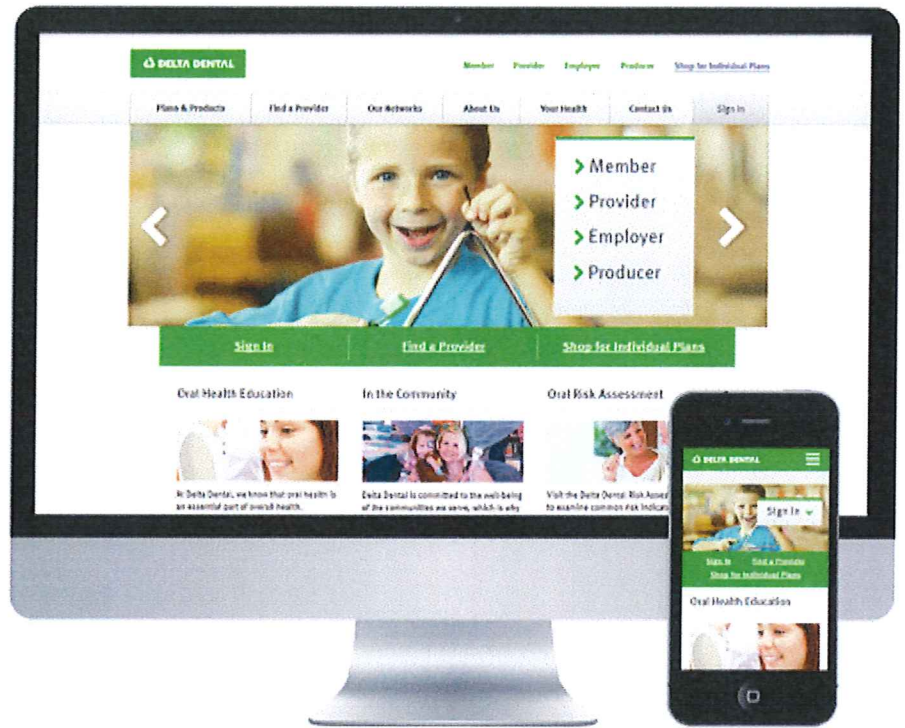 DELTA DENTAL
Member Provider Employer Producer Shop for Individual Plans
Plans & Products Find a Provider Our Networks About Us Your Health Contact Us Sign In
Member
Provider
Employer
Producer
Sign In Find a Provider Shop for Individual Plans
Oral Health Education In the Community Oral Risk Assessment
At Delta Dental, we know that oral health is
an essential part of overall health.
Delta Dental is committed to the well-being
of the communities we serve, which is why
Visit the Delta Dental Risk Asses
to examine common risk indicat
DELTA DENTAL
Sign In
Sign In Find a Provider
Shop for Individual Plans
Oral Health Education